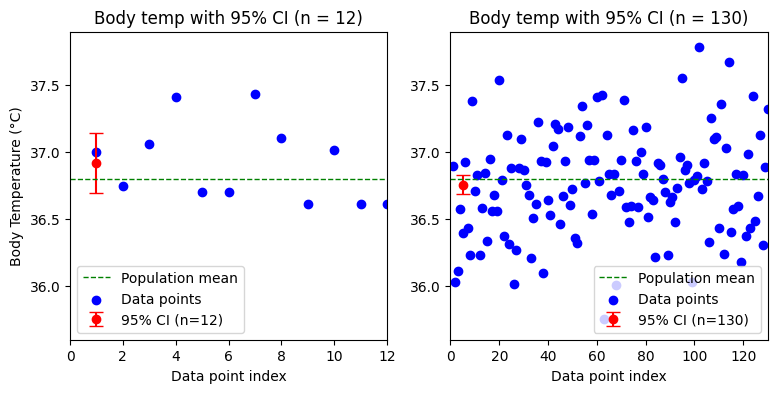 Body temp with 95% CI (n = 12)
Body Temperature (°C)
37.5
37.0
36.5
36.0
Population mean
Data points
95% CI (n=12)
0 2 4 6 8 10 12
Data point index
Body temp with 95% CI (n = 130)
37.5
37.0
36.5
36.0
Population mean
Data points
95% CI (n=130)
0 20 40 60 80 100 120
Data point index